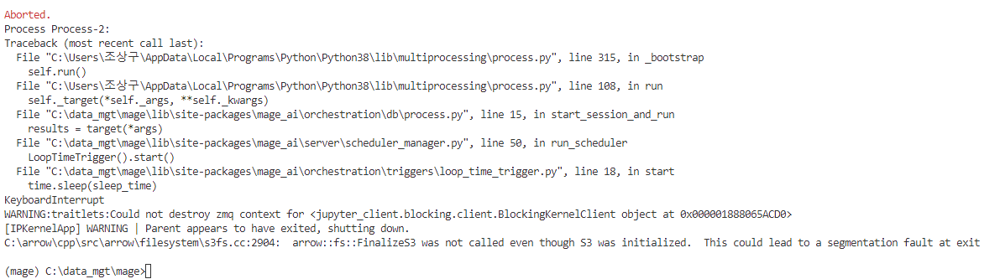 Aborted.
Process Process-2:
Traceback (most recent call last):
  File "C:\Users\조상구\AppData\Local\Programs\Python\Python38\lib\multiprocessing\process.py", line 315, in _bootstrap
    self.run()
  File "C:\Users\조상구\AppData\Local\Programs\Python\Python38\lib\multiprocessing\process.py", line 108, in run
    self._target(*self._args, **self._kwargs)
  File "C:\data_mgt\mage\lib\site-packages\mage_ai\orchestration\db\process.py", line 15, in start_session_and_run
    results = target(*args)
  File "C:\data_mgt\mage\lib\site-packages\mage_ai\server\scheduler_manager.py", line 50, in run_scheduler
    LoopTimeTrigger().start()
  File "C:\data_mgt\mage\lib\site-packages\mage_ai\orchestration\triggers\loop_time_trigger.py", line 18, in start
    time.sleep(sleep_time)
KeyboardInterrupt
WARNING:traitlets:Could not destroy zmq context for <jupyter_client.blocking.client.BlockingKernelClient object at 0x000001888065ACD0>
[IPKernelApp] WARNING | Parent appears to have exited, shutting down.
C:\arrow\cpp\src\arrow\filesystem\s3fs.cc:2904:  arrow::fs::FinalizeS3 was not called even though S3 was initialized.  This could lead to a segmentation fault at exit
(mage) C:\data_mgt\mage>